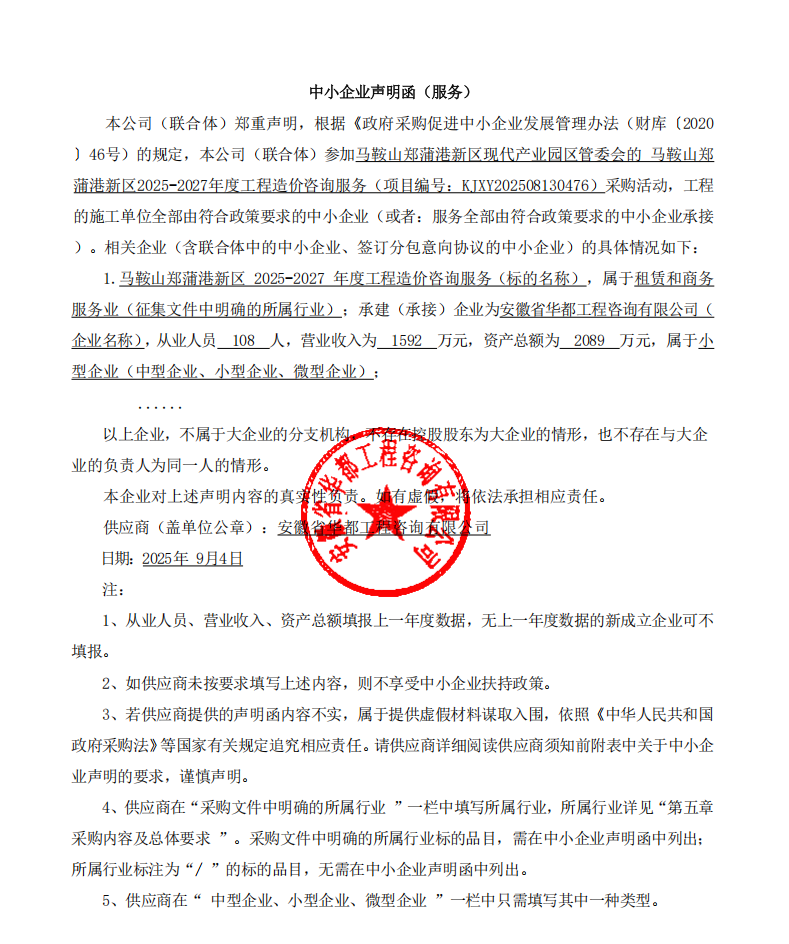 中小企业声明函（服务）
本公司（联合体）郑重声明，根据《政府采购促进中小企业发展管理办法（财库〔2020
〕46号）的规定，本公司（联合体）参加马鞍山郑蒲港新区现代产业园区管委会的 马鞍山郑
蒲港新区2025-2027年度工程造价咨询服务（项目编号：KJXY202508130476）采购活动，工程
的施工单位全部由符合政策要求的中小企业（或者：服务全部由符合政策要求的中小企业承接
）。相关企业（含联合体中的中小企业、签订分包意向协议的中小企业）的具体情况如下：
1.马鞍山郑蒲港新区 2025-2027 年度工程造价咨询服务（标的名称），属于租赁和商务
服务业（征集文件中明确的所属行业）；承建（承接）企业为安徽省华都工程咨询有限公司（
企业名称），从业人员 108 人，营业收入为 1592 万元，资产总额为 2089 万元，属于小
型企业（中型企业、小型企业、微型企业）；
......
以上企业，不属于大企业的分支机构，不存在控股股东为大企业的情形，也不存在与大企
业的负责人为同一人的情形。
本企业对上述声明内容的真实性负责。如有虚假，将依法承担相应责任。
供应商（盖单位公章）：安徽省华都工程咨询有限公司
日期：2025年 9月4日
安徽省华都工程咨询有限公司
注：
1、从业人员、营业收入、资产总额填报上一年度数据，无上一年度数据的新成立企业可不
填报。
2、如供应商未按要求填写上述内容，则不享受中小企业扶持政策。
3、若供应商提供的声明函内容不实，属于提供虚假材料谋取入围，依照《中华人民共和国
政府采购法》等国家有关规定追究相应责任。请供应商详细阅读供应商须知前附表中关于中小企
业声明的要求，谨慎声明。
4、供应商在“采购文件中明确的所属行业 ”一栏中填写所属行业，所属行业详见“第五章
采购内容及总体要求 ”。采购文件中明确的所属行业标的品目，需在中小企业声明函中列出；
所属行业标注为“/ ”的标的品目，无需在中小企业声明函中列出。
5、供应商在“ 中型企业、小型企业、微型企业 ”一栏中只需填写其中一种类型。